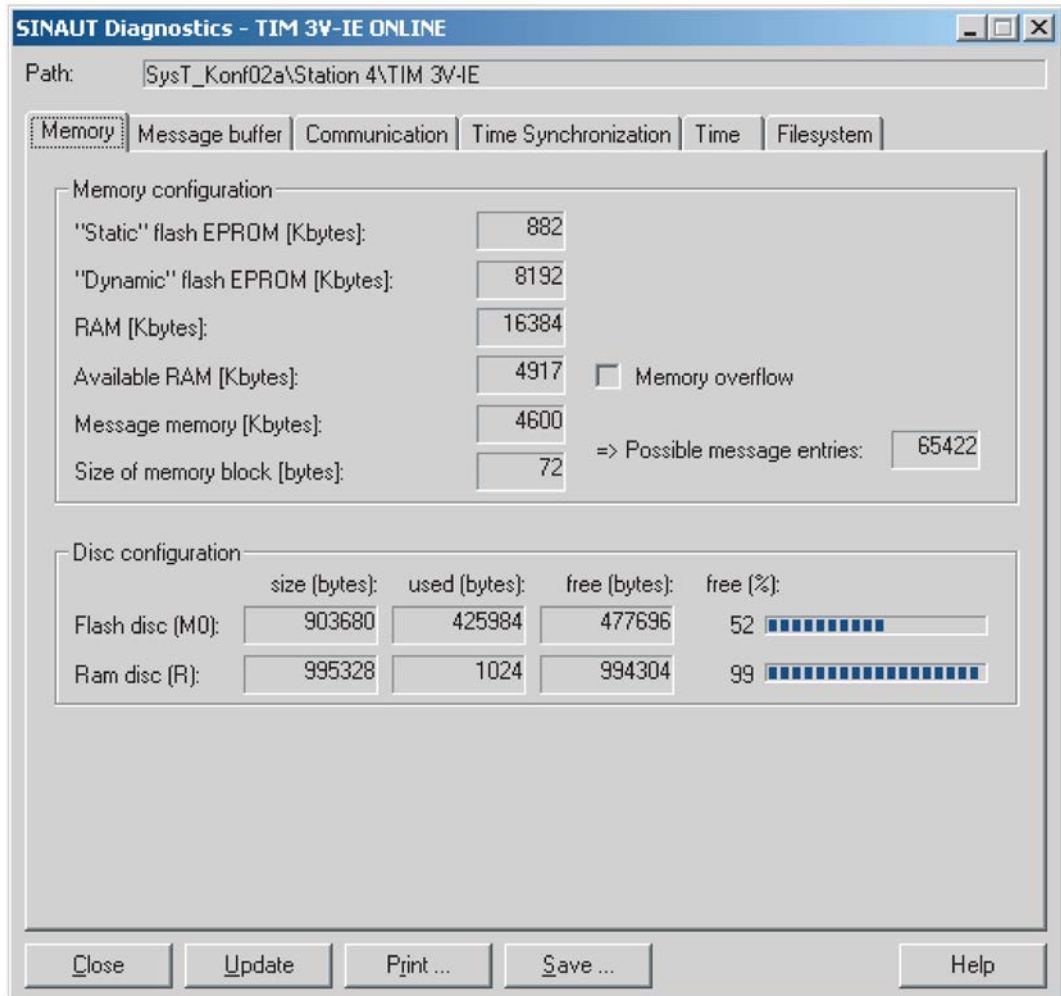 SINAUT Diagnostics - TIM 3V-IE ONLINE
Path: SysT_Konf02a\Station 4\TIM 3V-IE
Memory Message buffer Communication Time Synchronization Time Filesystem
Memory configuration
"Static" flash EPROM [Kbytes]: 882
"Dynamic" flash EPROM [Kbytes]: 8192
RAM [Kbytes]: 16384
Available RAM [Kbytes]: 4917 Memory overflow
Message memory [Kbytes]: 4600
=> Possible message entries: 65422
Size of memory block [bytes]: 72
Disc configuration
size (bytes): used (bytes): free (bytes): free (%):
Flash disc (M0): 903680 425984 477696 52
Ram disc (R): 995328 1024 994304 99
Close Update Print ... Save ... Help